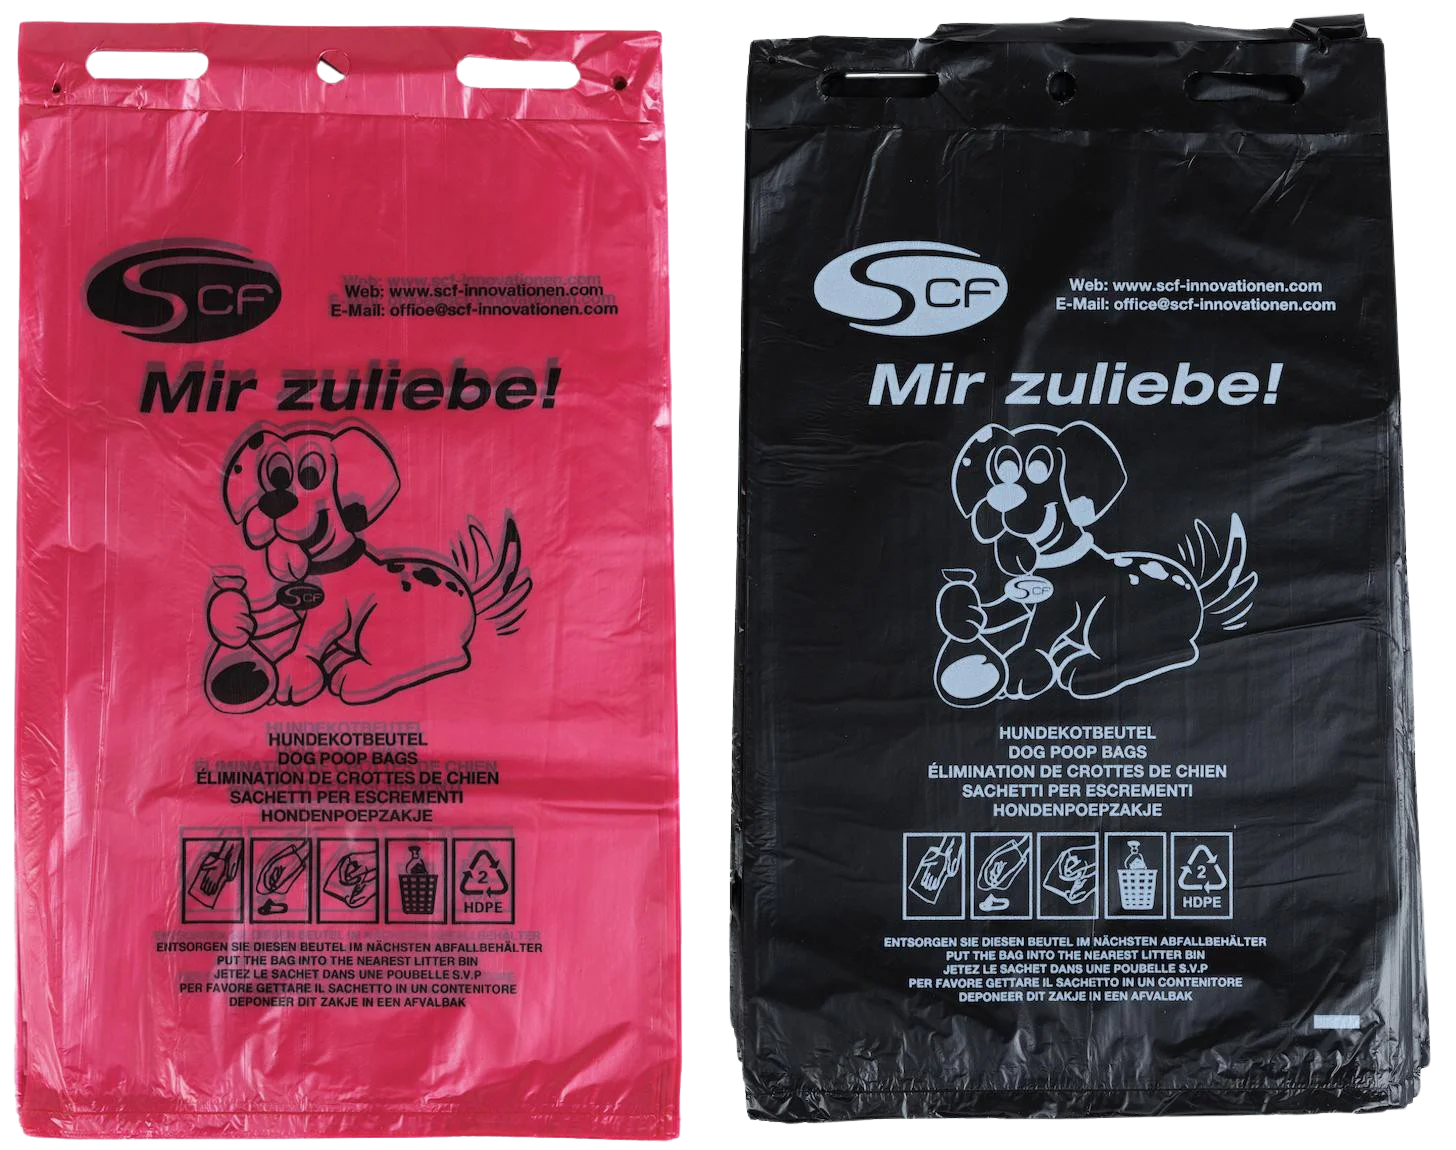 SCF
Web: www.scf-innovationen.com
E-Mail: offioe@scf-innovationen.com
Mir zuliebe!
SCF
HUNDEKOTBEUTEL
DOG POOP BAGS
ÉLIMINATION DE CROTTES DE CHIEN
SACHETTI PER ESCREMENTI
HONDENPOEPZAKJE
2
HDPE
ENTSORGEN SIE DIESEN BEUTEL IM NÄCHSTEN ABFALLBEHÄLTER
PUT THE BAG INTO THE NEAREST LITTER BIN
JETEZ LE SACHET DANS UNE POUBELLE S.V.P
PER FAVORE GETTARE IL SACHETTO IN UN CONTENITORE
DEPONEER DIT ZAKJE IN EEN AFVALBAK
SCF
Web: www.scf-innovationen.com
E-Mail: office@scf-innovationen.com
Mir zuliebe!
SCF
HUNDEKOTBEUTEL
DOG POOP BAGS
ÉLIMINATION DE CROTTES DE CHIEN
SACHETTI PER ESCREMENTI
HONDENPOEPZAKJE
2
HDPE
ENTSORGEN SIE DIESEN BEUTEL IM NÄCHSTEN ABFALLBEHÄLTER
PUT THE BAG INTO THE NEAREST LITTER BIN
JETEZ LE SACHET DANS UNE POUBELLE S.V.P
PER FAVORE GETTARE IL SACHETTO IN UN CONTENITORE
DEPONEER DIT ZAKJE IN EEN AFVALBAK